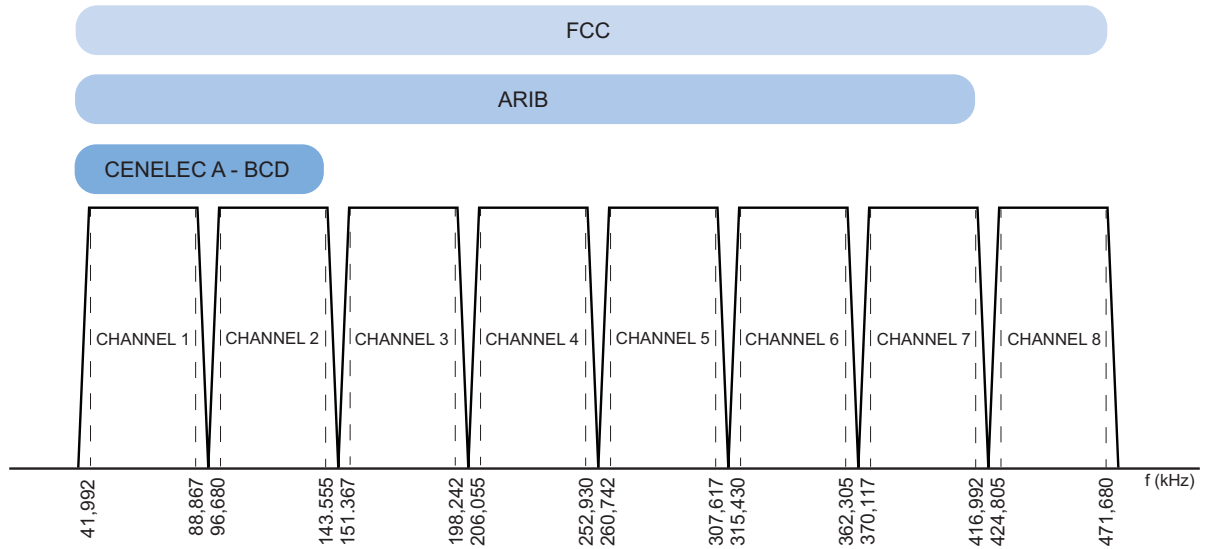 FCC
ARIB
CENELEC A - BCD
CHANNEL 1
CHANNEL 2
CHANNEL 3
CHANNEL 4
CHANNEL 5
CHANNEL 6
CHANNEL 7
CHANNEL 8
f (kHz)
41,992
88,867
96,680
143.555
151.367
198,242
206,055
252,930
260,742
307,617
315,430
362,305
370,117
416,992
424,805
471,680